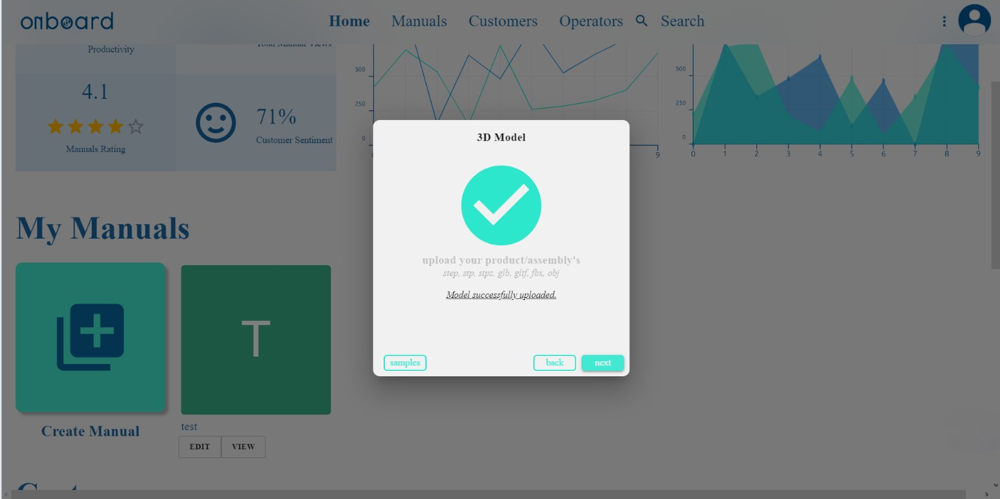 onboard
Home Manuals Customers Operators Search
Productivity
Total Manual Views
4.1
Manuals Rating
71%
Customer Sentiment
500
250
0
9
500
250
0
0 1 2 3 4 5 6 7 8 9
3D Model
upload your product/assembly's
step, stp, stpz, glb, gltf, fbx, obj
Model successfully uploaded.
samples back next
My Manuals
T
Create Manual
test
EDIT VIEW